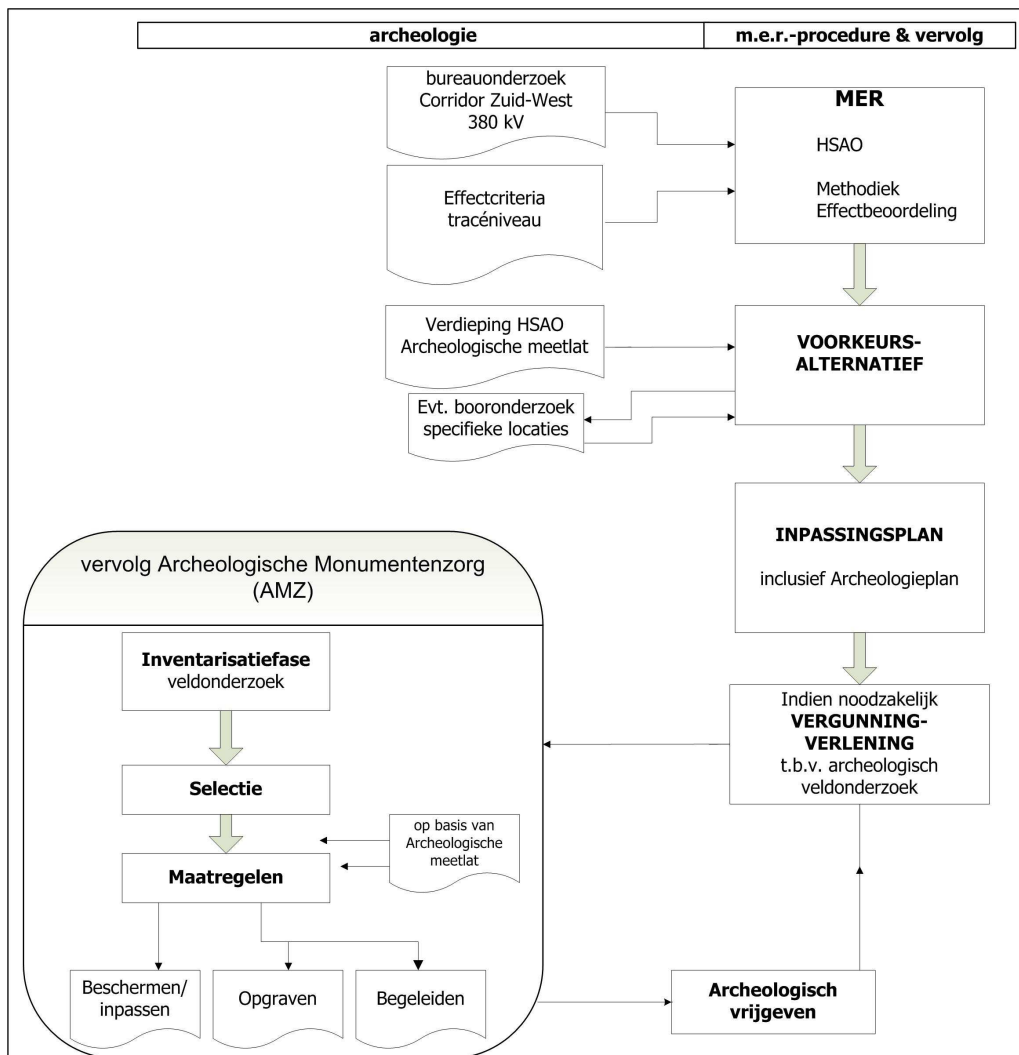 archeologie
m.e.r.-procedure & vervolg
bureauonderzoek
Corridor Zuid-West
380 kV
MER
HSAO
Methodiek
Effectbeoordeling
Effectcriteria
tracéniveau
Verdieping HSAO
Archeologische meetlat
VOORKEURS-
ALTERNATIEF
Evt. booronderzoek
specifieke locaties
INPASSINGSPLAN
inclusief Archeologieplan
vervolg Archeologische Monumentenzorg
(AMZ)
Inventarisatiefase
veldonderzoek
Indien noodzakelijk
VERGUNNING-
VERLENING
t.b.v. archeologisch
veldonderzoek
Selectie
op basis van
Archeologische
meetlat
Maatregelen
Beschermen/
inpassen
Opgraven
Begeleiden
Archeologisch
vrijgeven